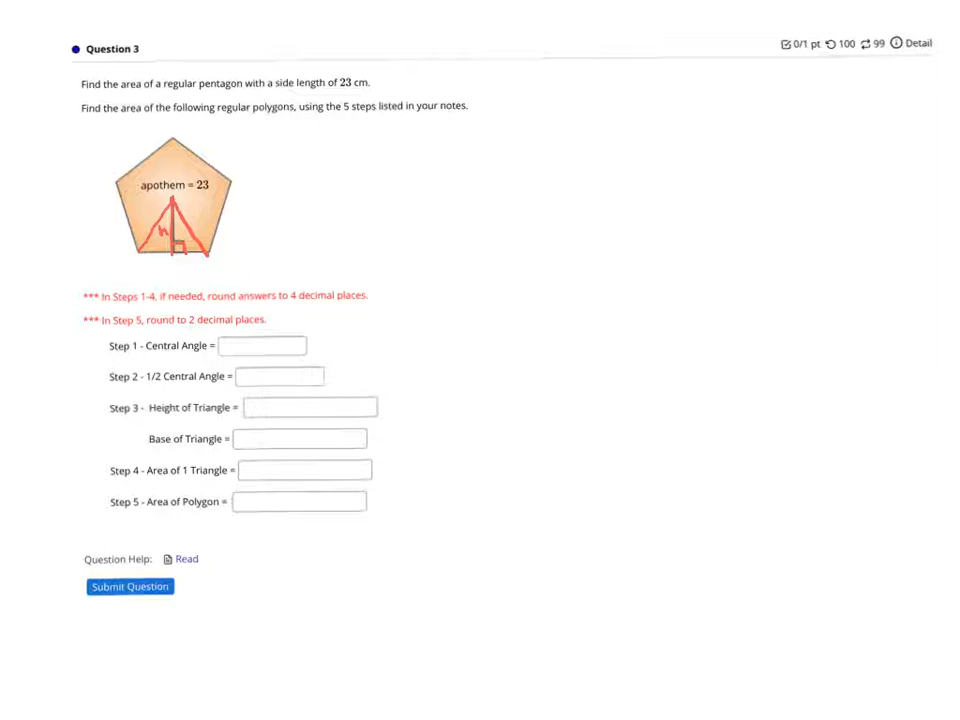 Question 3
0/1 pt 100 99 Detail
Find the area of a regular pentagon with a side length of 23 cm.
Find the area of the following regular polygons, using the 5 steps listed in your notes.
apothem = 23
h
*** In Steps 1-4, if needed, round answers to 4 decimal places.
*** In Step 5, round to 2 decimal places.
Step 1 - Central Angle =
Step 2 - 1/2 Central Angle =
Step 3 - Height of Triangle =
Base of Triangle =
Step 4 - Area of 1 Triangle =
Step 5 - Area of Polygon =
Question Help: Read
Submit Question